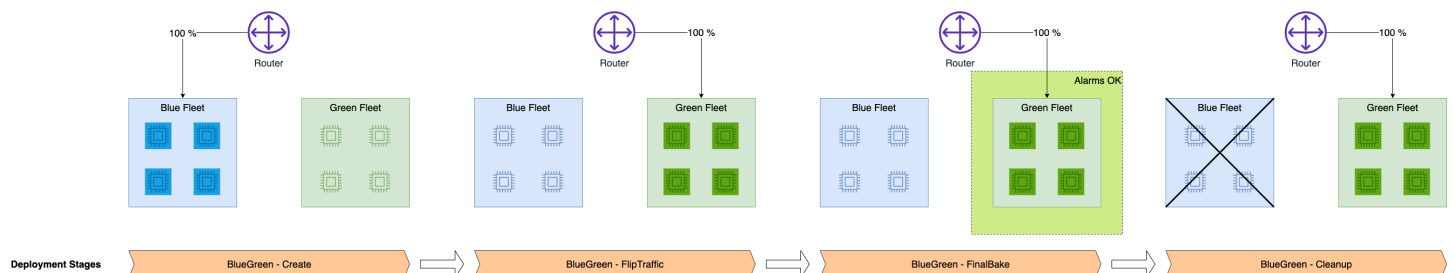 100 %
Router
Blue Fleet
Green Fleet
100 %
Router
Blue Fleet
Green Fleet
100 %
Router
Alarms OK
Blue Fleet
Green Fleet
100 %
Router
Blue Fleet
Green Fleet
Deployment Stages
BlueGreen - Create
BlueGreen - FlipTraffic
BlueGreen - FinalBake
BlueGreen - Cleanup